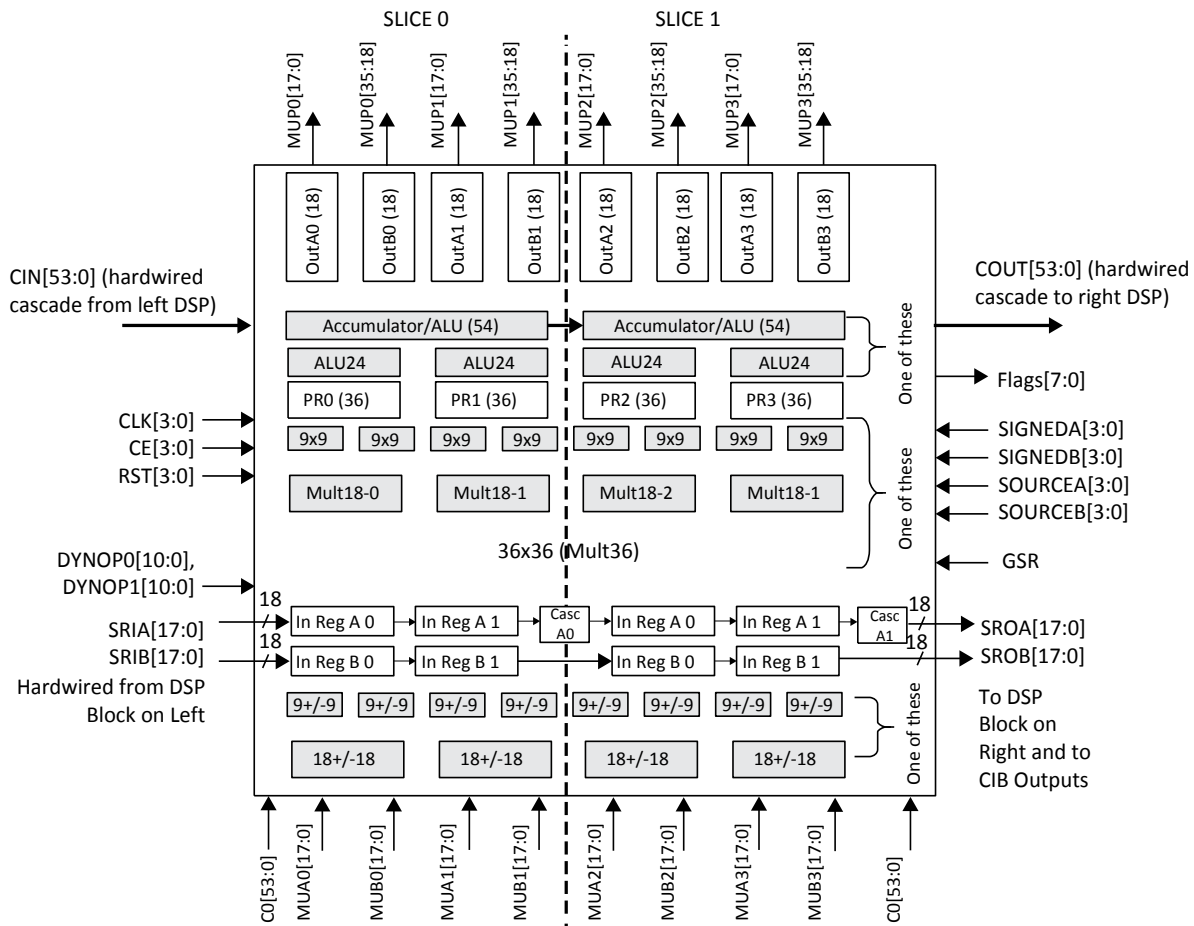 SLICE 0
SLICE 1
MUP0[17:0]
MUP0[35:18]
MUP1[17:0]
MUP1[35:18]
MUP2[17:0]
MUP2[35:18]
MUP3[17:0]
MUP3[35:18]
OutA0 (18)
OutB0 (18)
OutA1 (18)
OutB1 (18)
OutA2 (18)
OutB2 (18)
OutA3 (18)
OutB3 (18)
CIN[53:0] (hardwired
cascade from left DSP)
COUT[53:0] (hardwired
cascade to right DSP)
Accumulator/ALU (54)
Accumulator/ALU (54)
One of these
ALU24
ALU24
ALU24
ALU24
Flags[7:0]
PR0 (36)
PR1 (36)
PR2 (36)
PR3 (36)
CLK[3:0]
CE[3:0]
RST[3:0]
9x9
9x9
9x9
9x9
9x9
9x9
9x9
9x9
SIGNEDA[3:0]
SIGNEDB[3:0]
SOURCEA[3:0]
SOURCEB[3:0]
Mult18-0
Mult18-1
Mult18-2
Mult18-1
One of these
36x36 (Mult36)
GSR
DYNOP0[10:0],
DYNOP1[10:0]
18
SRIA[17:0]
18
SRIB[17:0]
Hardwired from DSP
Block on Left
In Reg A 0
In Reg A 1
Casc
A0
In Reg A 0
In Reg A 1
Casc
A1
18
SROA[17:0]
18
SROB[17:0]
In Reg B 0
In Reg B 1
In Reg B 0
In Reg B 1
9+/-9
9+/-9
9+/-9
9+/-9
9+/-9
9+/-9
9+/-9
9+/-9
One of these
To DSP
Block on
Right and to
CIB Outputs
18+/-18
18+/-18
18+/-18
18+/-18
C0[53:0]
MUA0[17:0]
MUB0[17:0]
MUA1[17:0]
MUB1[17:0]
MUA2[17:0]
MUB2[17:0]
MUA3[17:0]
MUB3[17:0]
C0[53:0]